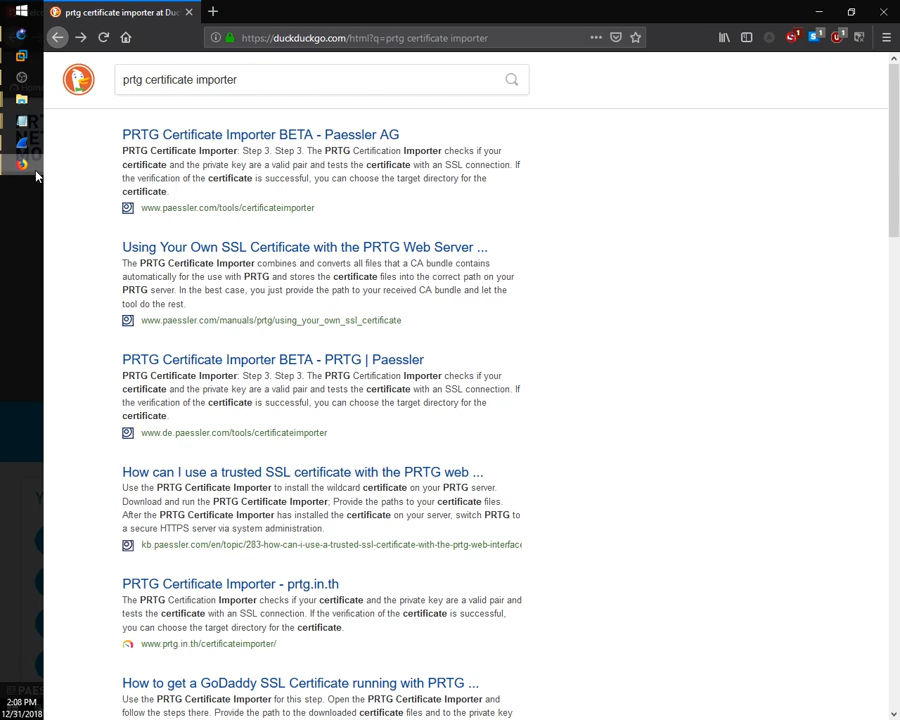 prtg certificate importer at Duc
https://duckduckgo.com/html?q=prtg certificate importer
prtg certificate importer
PRTG Certificate Importer BETA - Paessler AG
PRTG Certificate Importer: Step 3. Step 3. The PRTG Certification Importer checks if your
certificate and the private key are a valid pair and tests the certificate with an SSL connection. If
the verification of the certificate is successful, you can choose the target directory for the
certificate.
www.paessler.com/tools/certificateimporter
Using Your Own SSL Certificate with the PRTG Web Server ...
The PRTG Certificate Importer combines and converts all files that a CA bundle contains
automatically for the use with PRTG and stores the certificate files into the correct path on your
PRTG server. In the best case, you just provide the path to your received CA bundle and let the
tool do the rest.
www.paessler.com/manuals/prtg/using_your_own_ssl_certificate
PRTG Certificate Importer BETA - PRTG | Paessler
PRTG Certificate Importer: Step 3. Step 3. The PRTG Certification Importer checks if your
certificate and the private key are a valid pair and tests the certificate with an SSL connection. If
the verification of the certificate is successful, you can choose the target directory for the
certificate.
www.de.paessler.com/tools/certificateimporter
How can I use a trusted SSL certificate with the PRTG web ...
Use the PRTG Certificate Importer to install the wildcard certificate on your PRTG server.
Download and run the PRTG Certificate Importer; Provide the paths to your certificate files.
After the PRTG Certificate Importer has installed the certificate on your server, switch PRTG to
a secure HTTPS server via system administration.
kb.paessler.com/en/topic/283-how-can-i-use-a-trusted-ssl-certificate-with-the-prtg-web-interface
PRTG Certificate Importer - prtg.in.th
The PRTG Certification Importer checks if your certificate and the private key are a valid pair and
tests the certificate with an SSL connection. If the verification of the certificate is successful,
you can choose the target directory for the certificate.
www.prtg.in.th/certificateimporter/
How to get a GoDaddy SSL Certificate running with PRTG ...
Use the PRTG Certificate Importer for this step. Open the PRTG Certificate Importer and
follow the steps there. Provide the path to the downloaded certificate files and to the private key
2:08 PM
12/31/2018